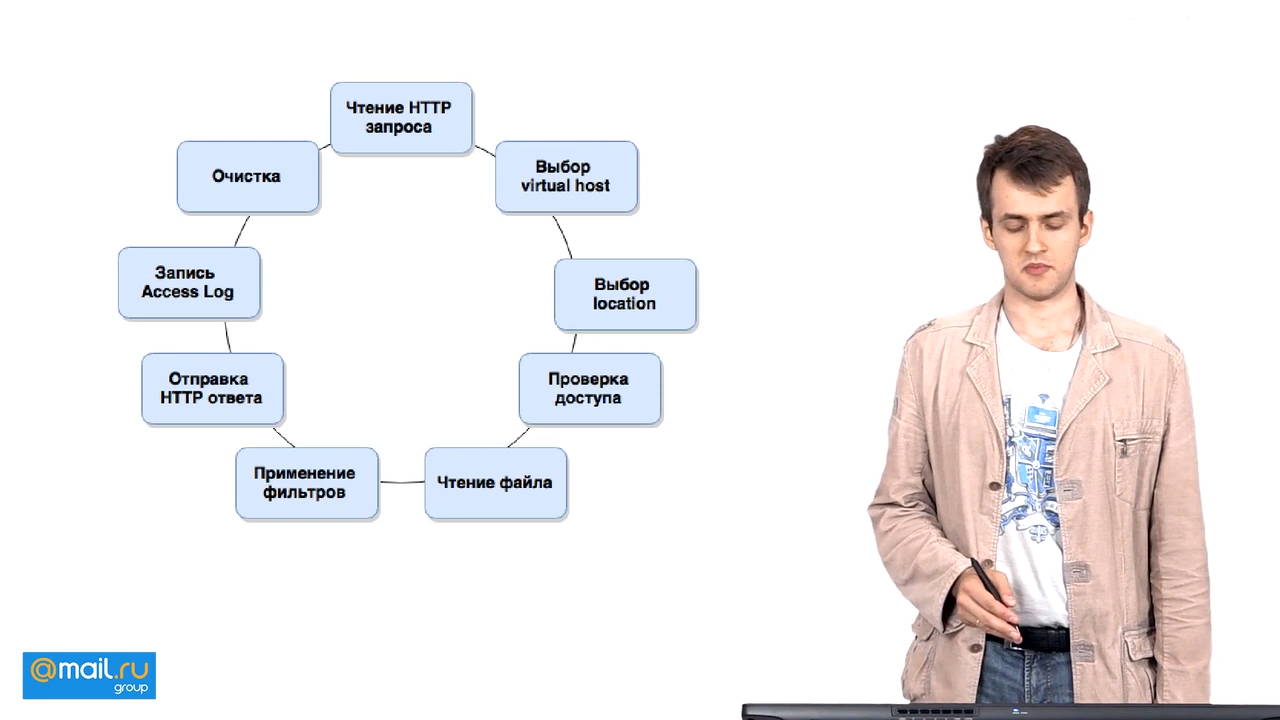 Чтение HTTP
запроса
Выбор
virtual host
Выбор
location
Проверка
доступа
Чтение файла
Применение
фильтров
Отправка
HTTP ответа
Запись
Access Log
Очистка
@mail.ru
group